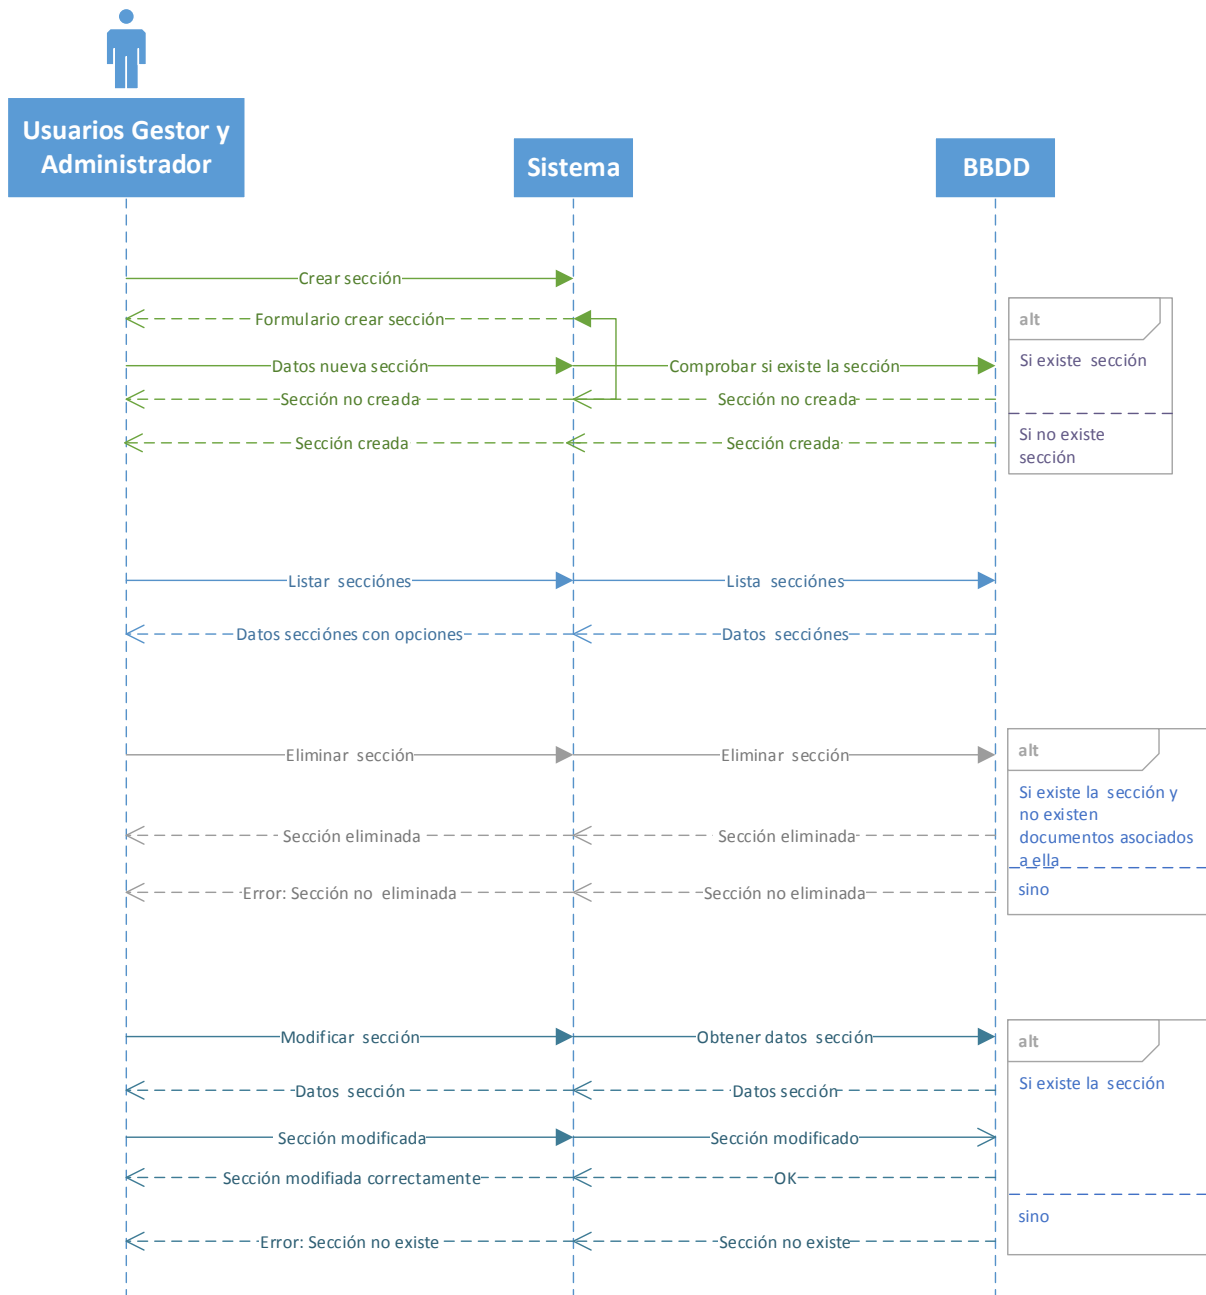 Usuarios Gestor y
Administrador
Sistema
BBDD
Crear sección
Formulario crear sección
alt
Si existe sección
Datos nueva sección
Comprobar si existe la sección
Sección no creada
Sección no creada
Sección creada
Sección creada
Si no existe
sección
Listar secciónes
Lista secciónes
Datos secciónes con opciones
Datos secciónes
Eliminar sección
Eliminar sección
alt
Si existe la sección y
no existen
documentos asociados
a ella
Sección eliminada
Sección eliminada
Error: Sección no eliminada
Sección no eliminada
sino
Modificar sección
Obtener datos sección
alt
Si existe la sección
Datos sección
Datos sección
Sección modificada
Sección modificado
Sección modifiada correctamente
OK
sino
Error: Sección no existe
Sección no existe